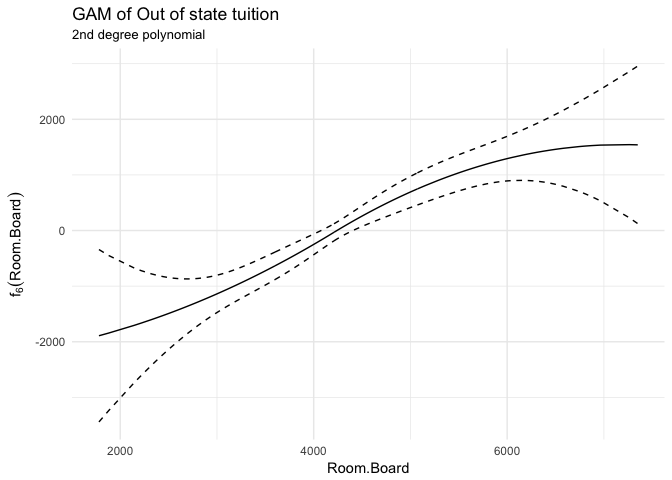 GAM of Out of state tuition
2nd degree polynomial
f6(Room.Board)
2000
0
-2000
2000
4000
6000
Room.Board